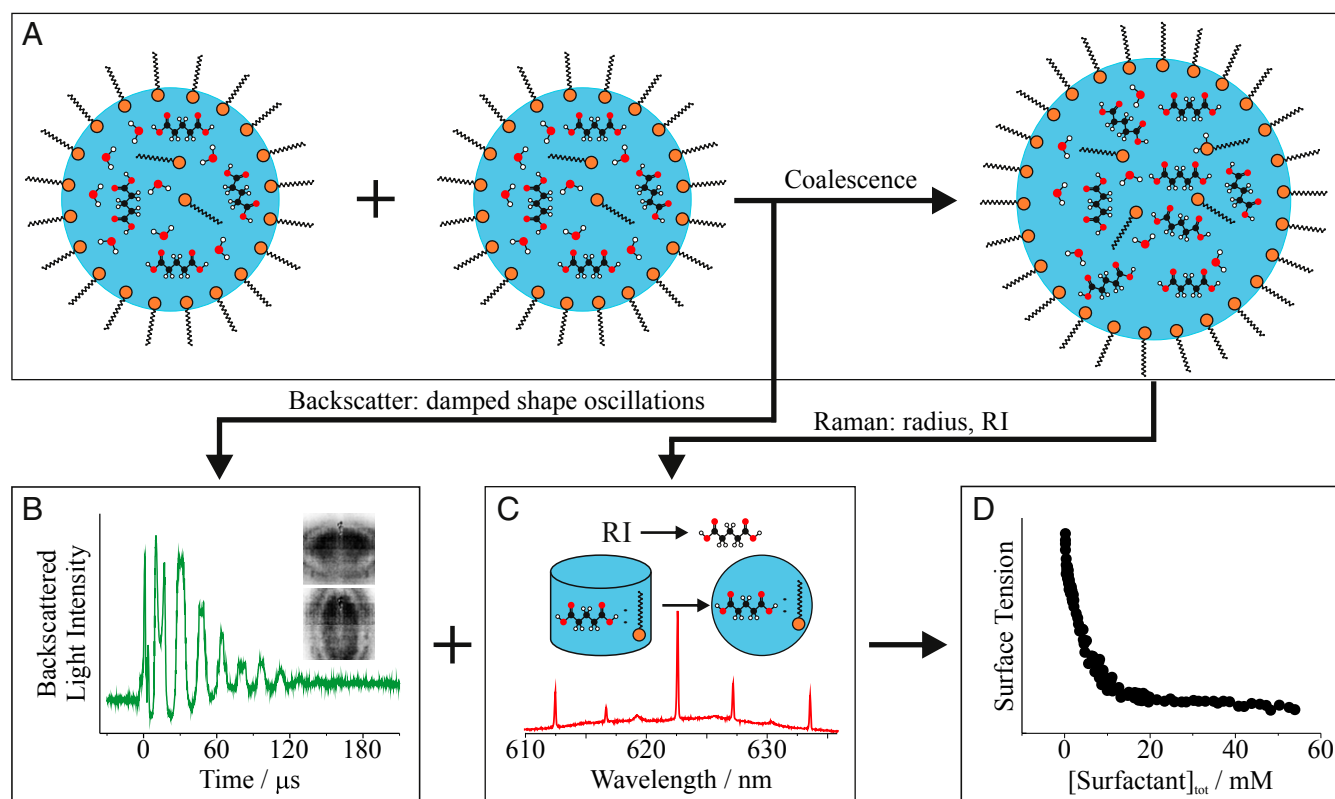 A
+
Coalescence
Backscatter: damped shape oscillations
Raman: radius, RI
B
Backscattered
Light Intensity
0 60 120 180
Time / μs
+
C
RI
:
:
610 620 630
Wavelength / nm
D
Surface Tension
0 20 40 60
[Surfactant]tot / mM